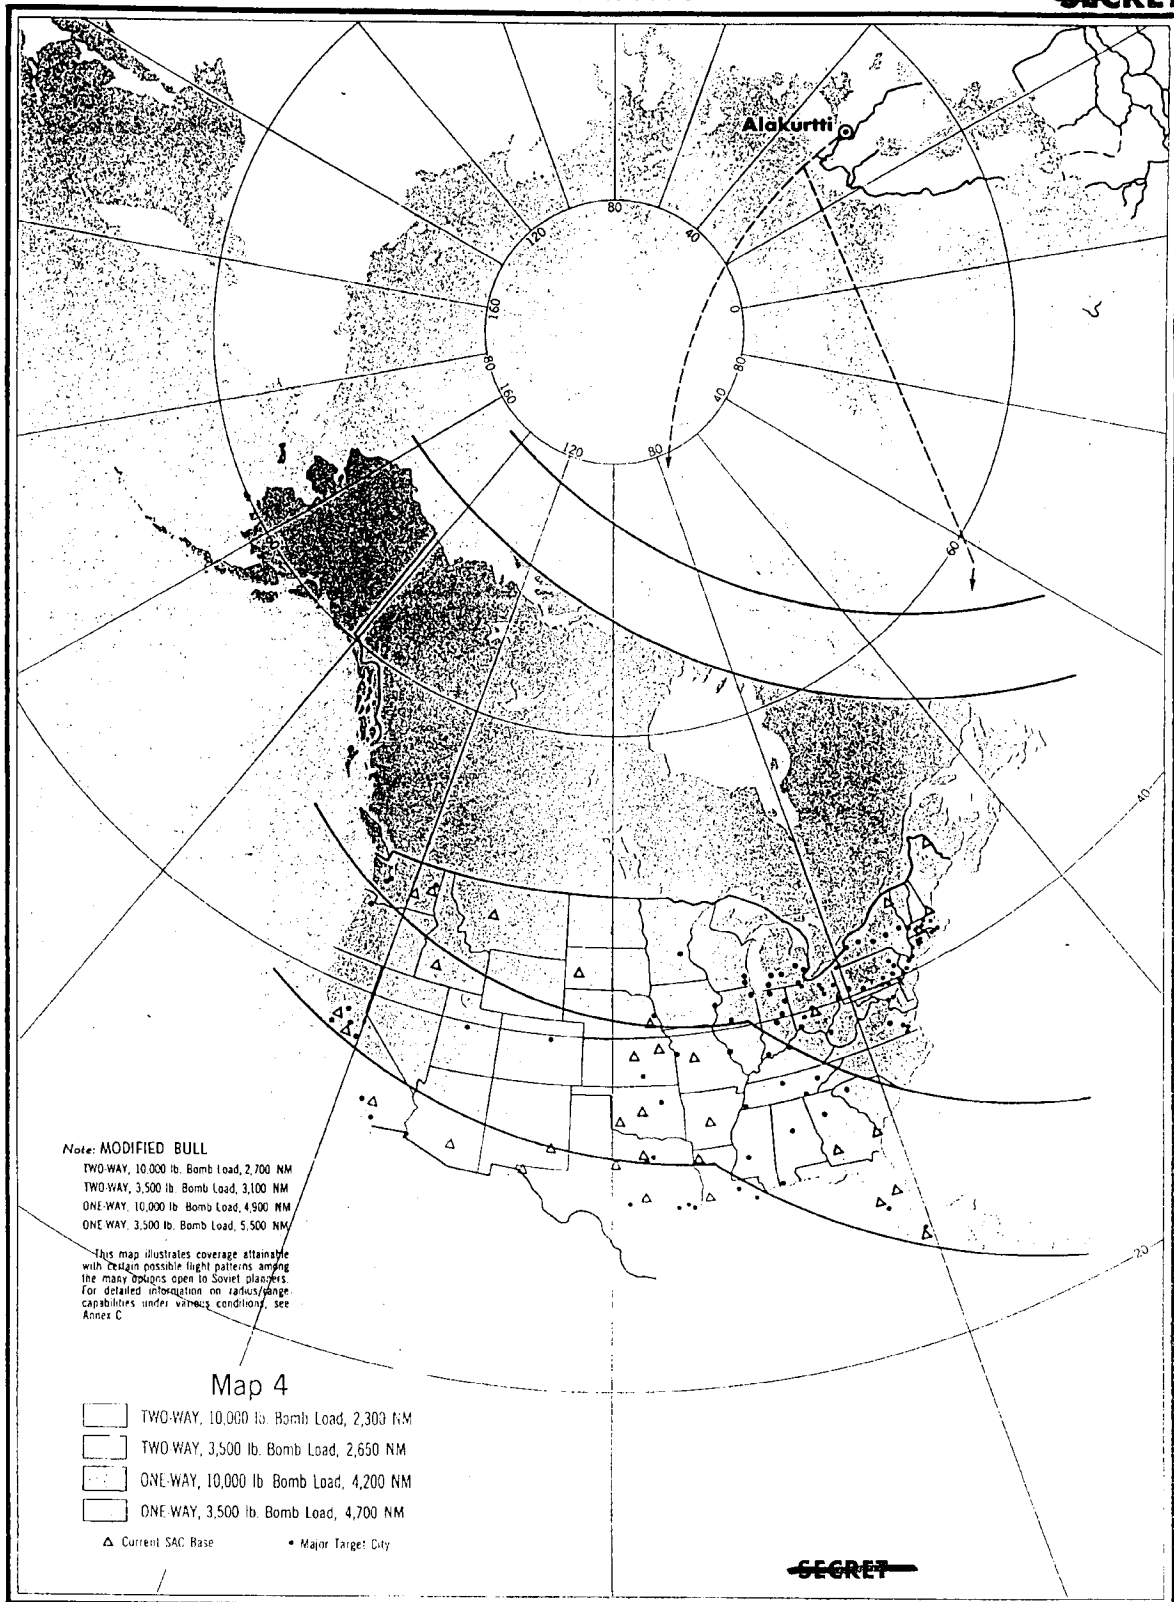 SECRET
Alakurtti
80
120
40
160
0
80
80
160
40
120
80
60
60
40
20
Note: MODIFIED BULL
TWO-WAY, 10,000 lb. Bomb Load, 2,700 NM
TWO-WAY, 3,500 lb. Bomb Load, 3,100 NM
ONE-WAY, 10,000 lb. Bomb Load, 4,900 NM
ONE WAY, 3,500 lb. Bomb Load, 5,500 NM
This map illustrates coverage attainable
with certain possible flight patterns among
the many options open to Soviet planners.
For detailed information on radius/range
capabilities under various conditions, see
Annex C
Map 4
TWO-WAY, 10,000 lb. Bomb Load, 2,300 NM
TWO-WAY, 3,500 lb. Bomb Load, 2,650 NM
ONE-WAY, 10,000 lb Bomb Load, 4,200 NM
ONE-WAY, 3,500 lb. Bomb Load, 4,700 NM
Current SAC Base
Major Target City
SECRET